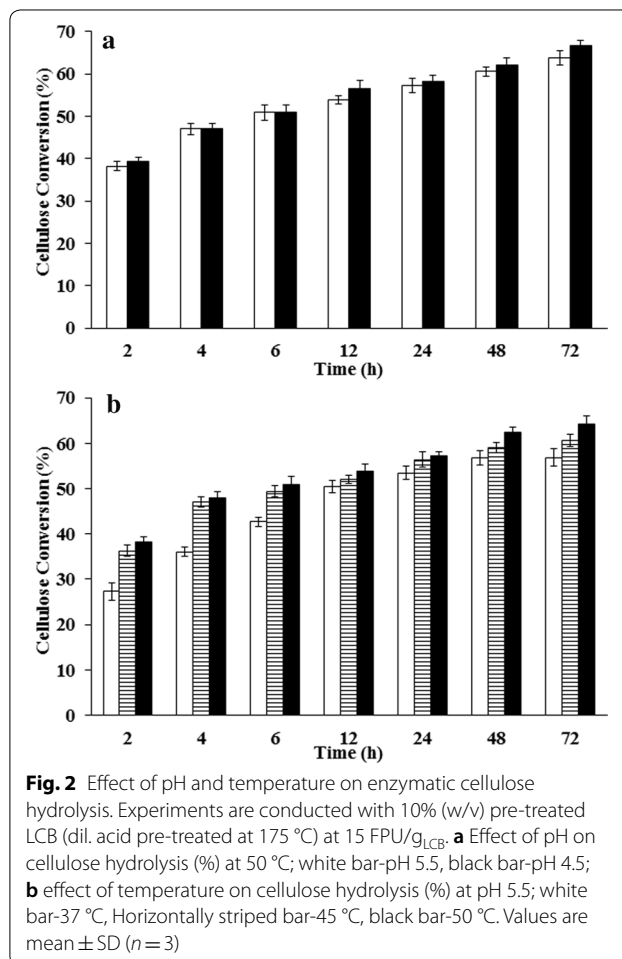 a
Cellulose Conversion (%)
70
60
50
40
30
20
10
0
2 4 6 12 24 48 72
Time (h)
b
Cellulose Conversion (%)
70
60
50
40
30
20
10
0
2 4 6 12 24 48 72
Time (h)
Fig. 2 Effect of pH and temperature on enzymatic cellulose
hydrolysis. Experiments are conducted with 10% (w/v) pre-treated
LCB (dil. acid pre-treated at 175 °C) at 15 FPU/gLCB. a Effect of pH on
cellulose hydrolysis (%) at 50 °C; white bar-pH 5.5, black bar-pH 4.5;
b effect of temperature on cellulose hydrolysis (%) at pH 5.5; white
bar-37 °C, Horizontally striped bar-45 °C, black bar-50 °C. Values are
mean ± SD (n = 3)